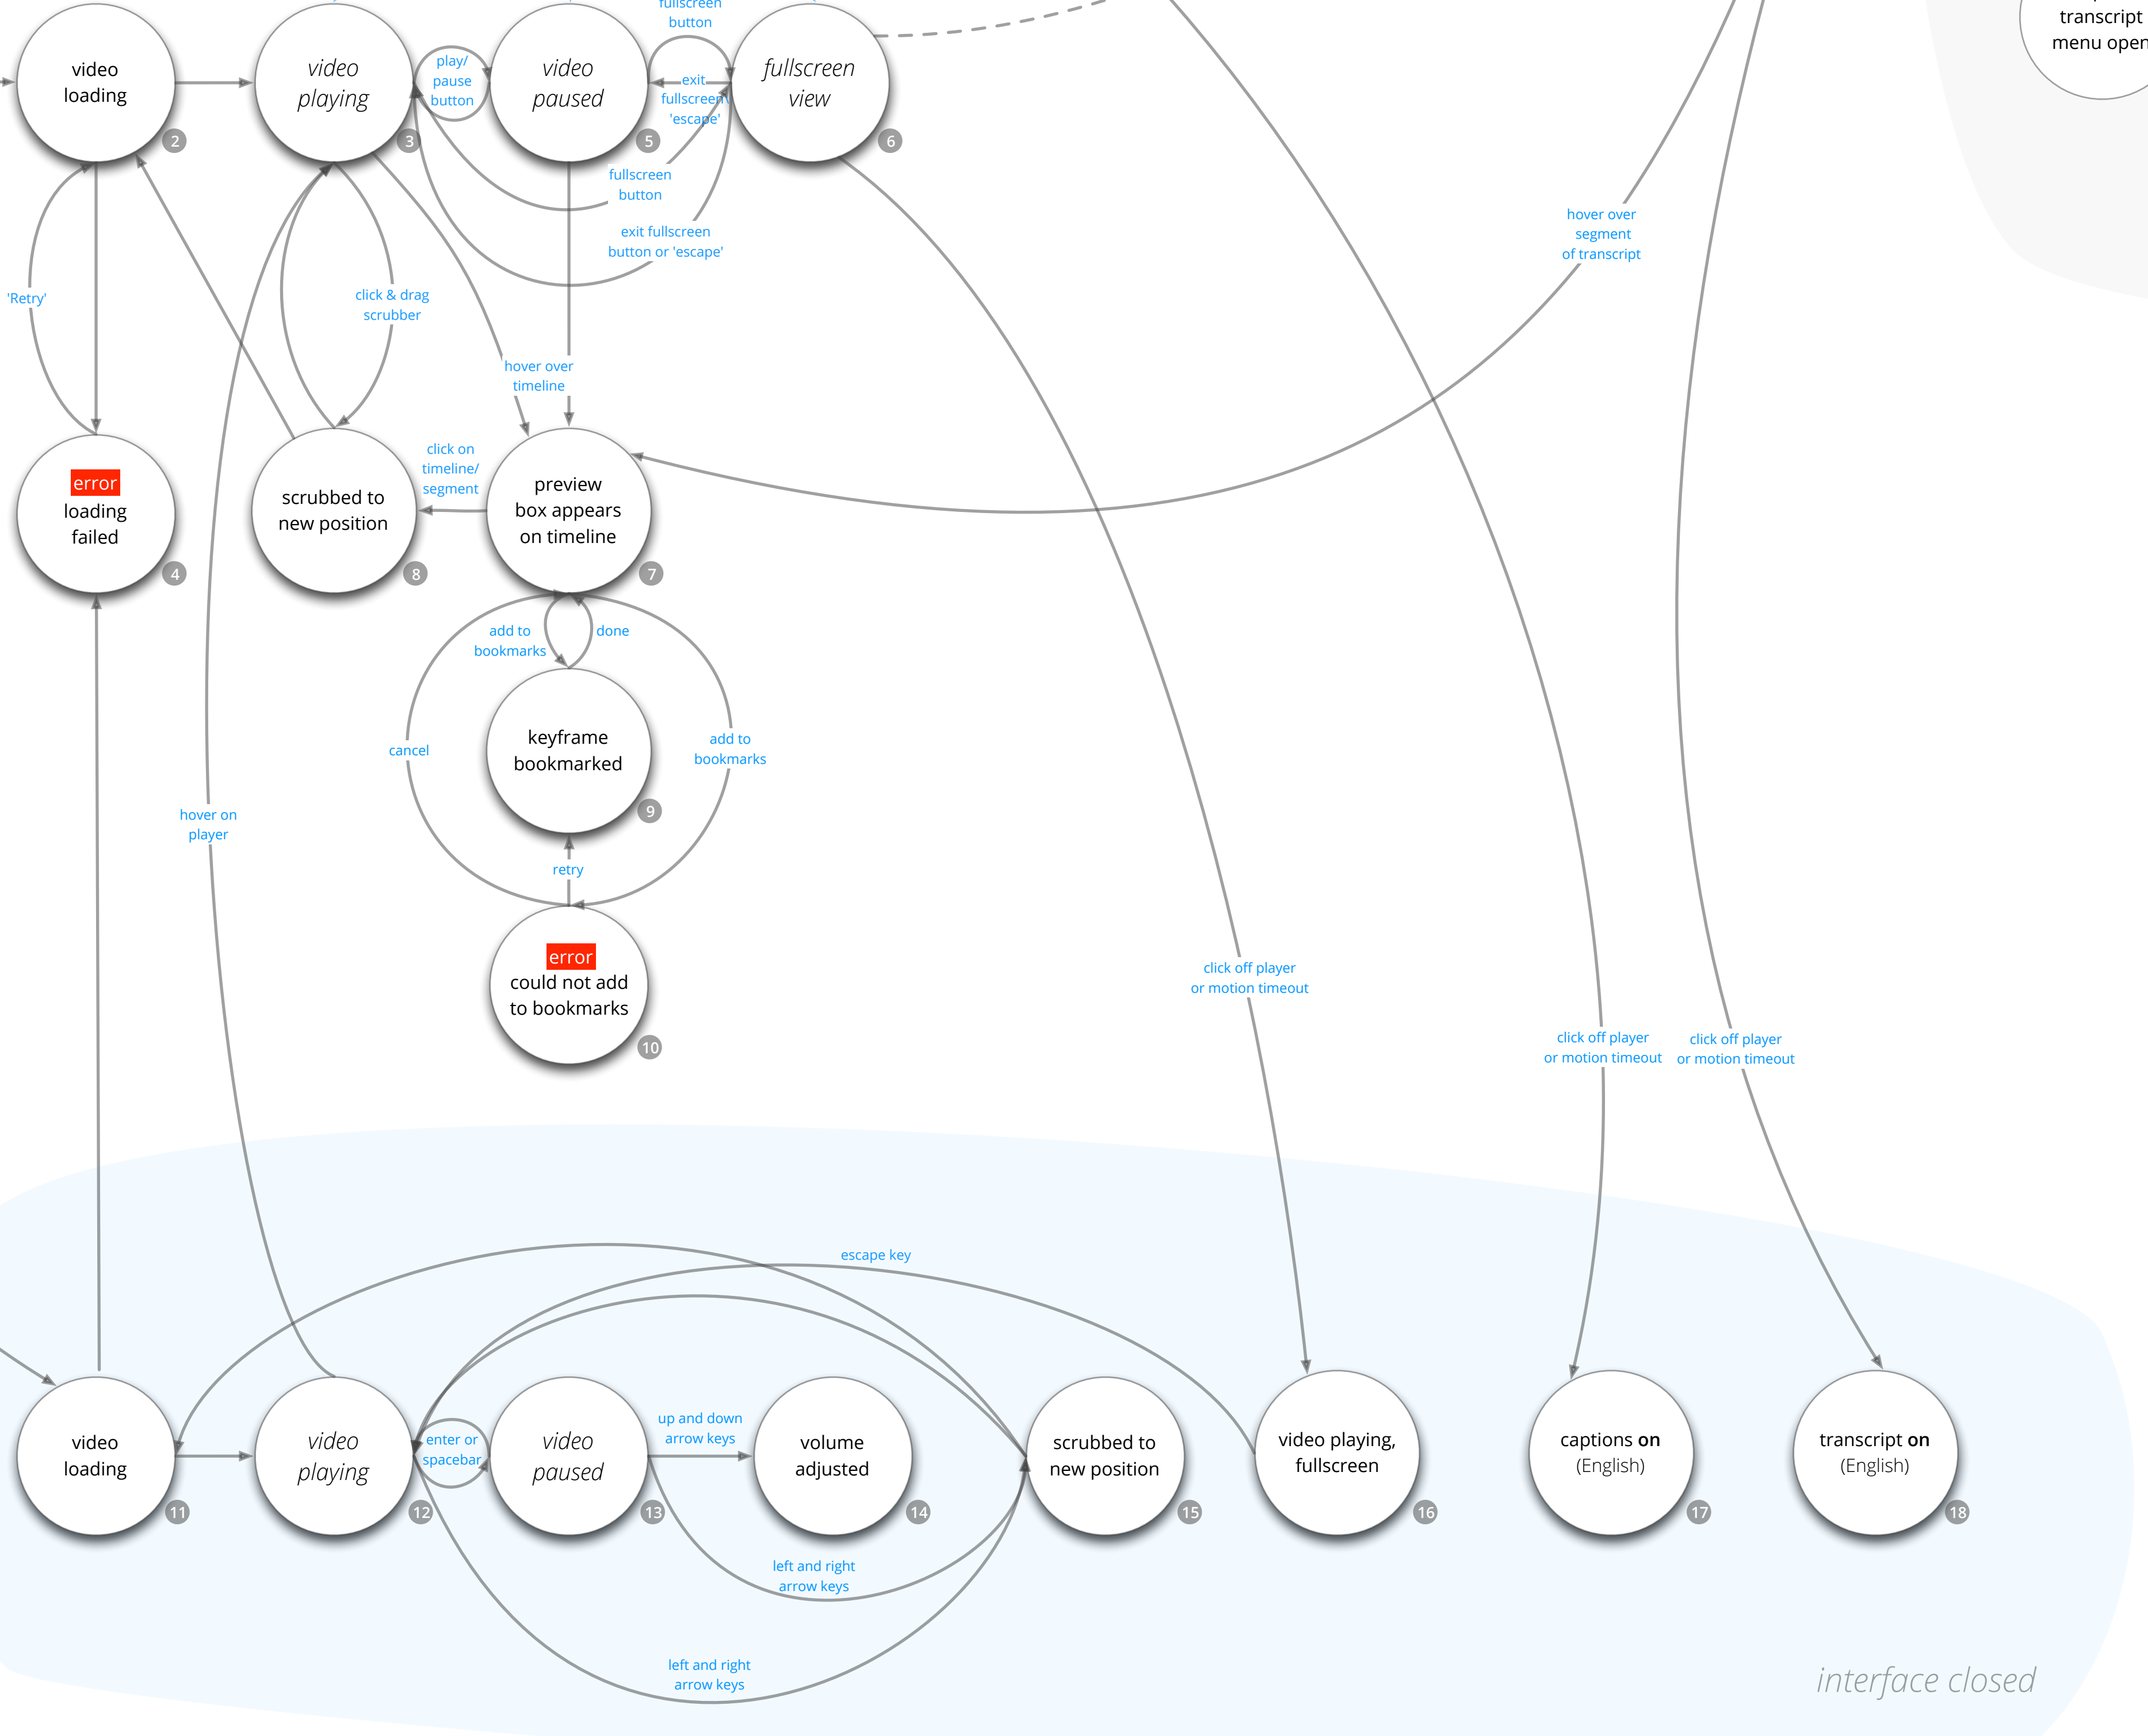 fullscreen
button
transcript
menu open
video
loading
2
video
playing
3
play/
pause
button
video
paused
5
exit
fullscreen\
'escape'
fullscreen
view
6
fullscreen
button
exit fullscreen
button or 'escape'
hover over
segment
of transcript
'Retry'
click & drag
scrubber
hover over
timeline
click on
timeline/
segment
error
loading
failed
4
scrubbed to
new position
8
preview
box appears
on timeline
7
add to
bookmarks
done
keyframe
bookmarked
9
cancel
add to
bookmarks
hover on
player
retry
error
could not add
to bookmarks
10
click off player
or motion timeout
click off player
or motion timeout
click off player
or motion timeout
escape key
video
loading
11
video
playing
12
enter or
spacebar
video
paused
13
up and down
arrow keys
volume
adjusted
14
scrubbed to
new position
15
video playing,
fullscreen
16
captions on
(English)
17
transcript on
(English)
18
left and right
arrow keys
left and right
arrow keys
interface closed